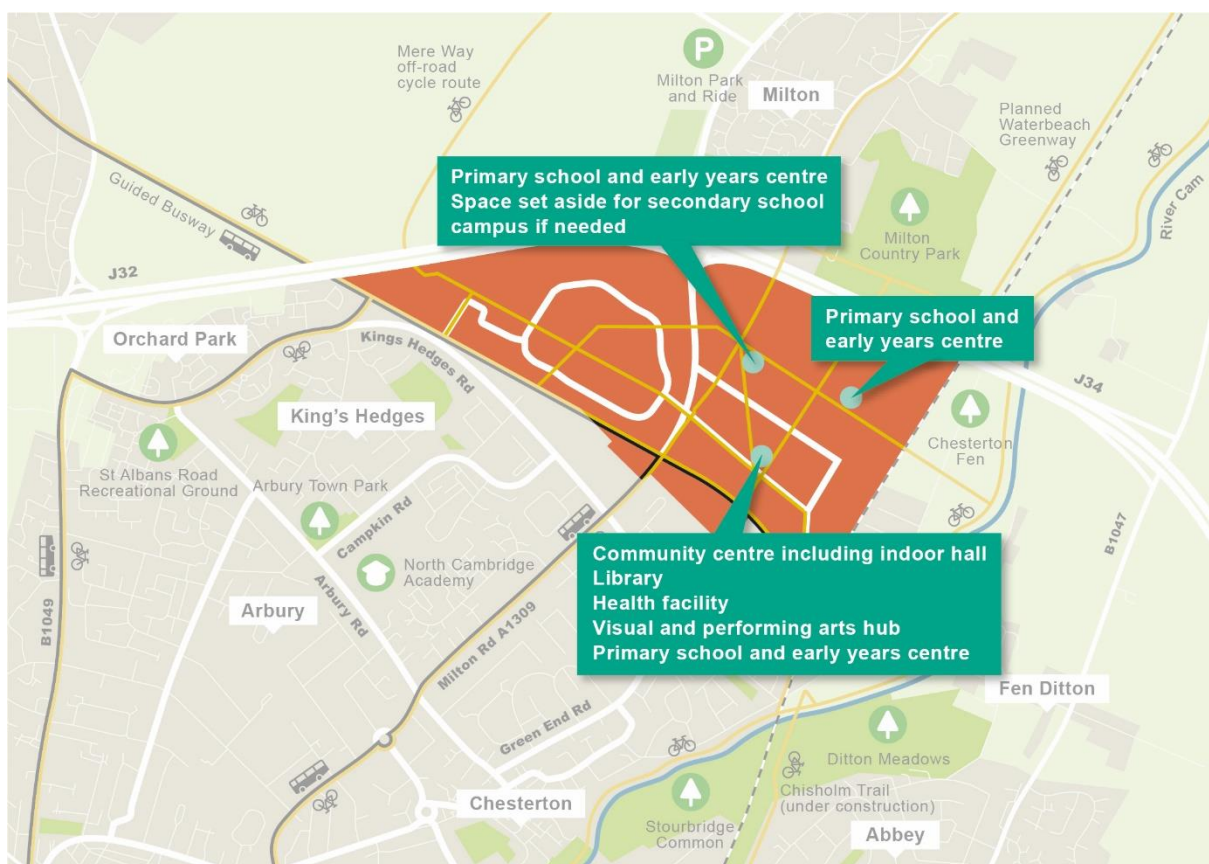 Mere Way
off-road
cycle route
P
Milton Park
and Ride
Milton
Planned
Waterbeach
Greenway
River Cam
Guided Busway
Primary school and early years centre
Space set aside for secondary school
campus if needed
Milton
Country Park
J32
Orchard Park
Kings Hedges Rd
Primary school and
early years centre
J34
King's Hedges
St Albans Road
Recreational Ground
Arbury Town Park
Campkin Rd
Chesterton
Fen
B1047
North Cambridge
Academy
Community centre including indoor hall
Library
Health facility
Visual and performing arts hub
Primary school and early years centre
Arbury
Arbury Rd
B1049
Milton Rd A1309
Green End Rd
Fen Ditton
Ditton Meadows
Chisholm Trail
(under construction)
Chesterton
Stourbridge
Common
Abbey